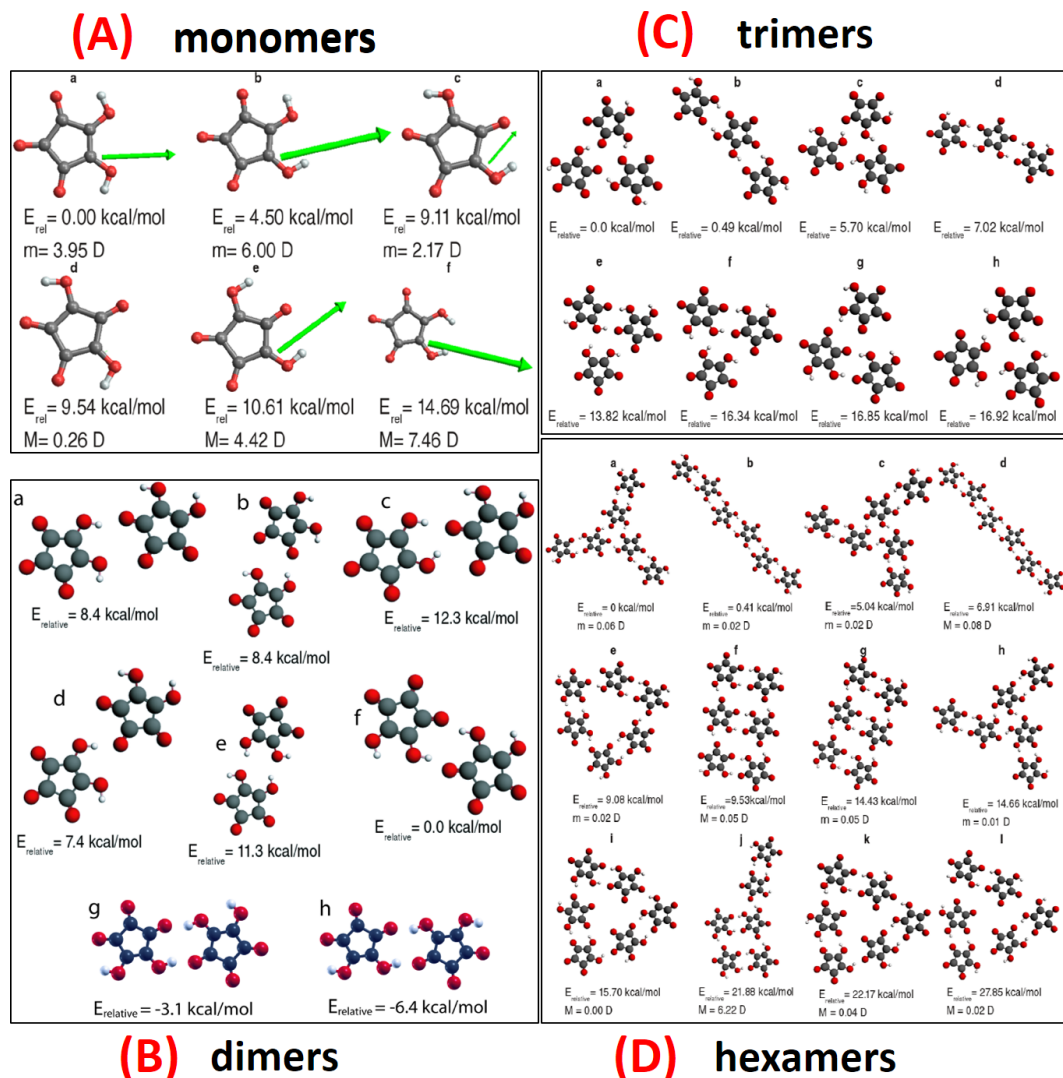 (A) monomers
a b c
E_rel = 0.00 kcal/mol E_rel = 4.50 kcal/mol E_rel = 9.11 kcal/mol
m= 3.95 D m= 6.00 D m= 2.17 D
d e f
E_rel = 9.54 kcal/mol E_rel = 10.61 kcal/mol E_rel = 14.69 kcal/mol
M= 0.26 D M= 4.42 D M= 7.46 D
(C) trimers
a b c d
E_relative = 0.0 kcal/mol E_relative = 0.49 kcal/mol E_relative = 5.70 kcal/mol E_relative = 7.02 kcal/mol
e f g h
E_relative = 13.82 kcal/mol E_relative = 16.34 kcal/mol E_relative = 16.85 kcal/mol E_relative = 16.92 kcal/mol
a b c
E_relative = 8.4 kcal/mol E_relative = 8.4 kcal/mol E_relative = 12.3 kcal/mol
d e f
E_relative = 7.4 kcal/mol E_relative = 11.3 kcal/mol E_relative = 0.0 kcal/mol
g h
E_relative = -3.1 kcal/mol E_relative = -6.4 kcal/mol
(B) dimers
a b c d
E_relative = 0 kcal/mol E_relative = 0.41 kcal/mol E_relative =5.04 kcal/mol E_relative = 6.91 kcal/mol
m = 0.06 D m = 0.02 D m = 0.02 D M = 0.08 D
e f g h
E_relative = 9.08 kcal/mol E_relative =9.53kcal/mol E_relative = 14.43 kcal/mol E_relative = 14.66 kcal/mol
m = 0.02 D M = 0.05 D m = 0.05 D m = 0.01 D
i j k l
E_relative = 15.70 kcal/mol E_relative = 21.88 kcal/mol E_relative = 22.17 kcal/mol E_relative = 27.85 kcal/mol
M = 0.00 D M = 6.22 D M = 0.04 D M = 0.02 D
(D) hexamers